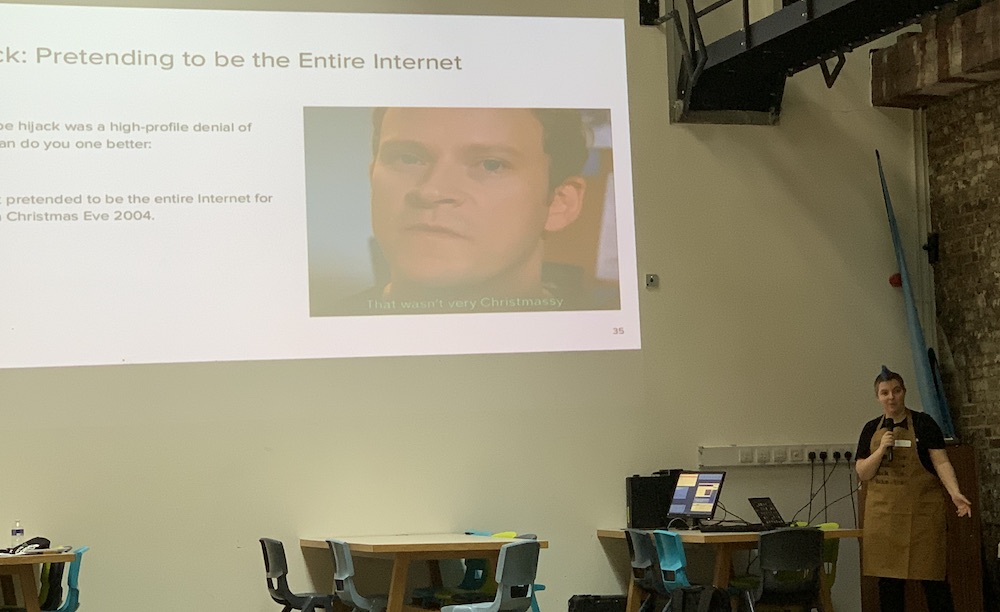 ck: Pretending to be the Entire Internet
be hijack was a high-profile denial of
an do you one better:
pretended to be the entire Internet for
Christmas Eve 2004.
That wasn't very Christmassy
35